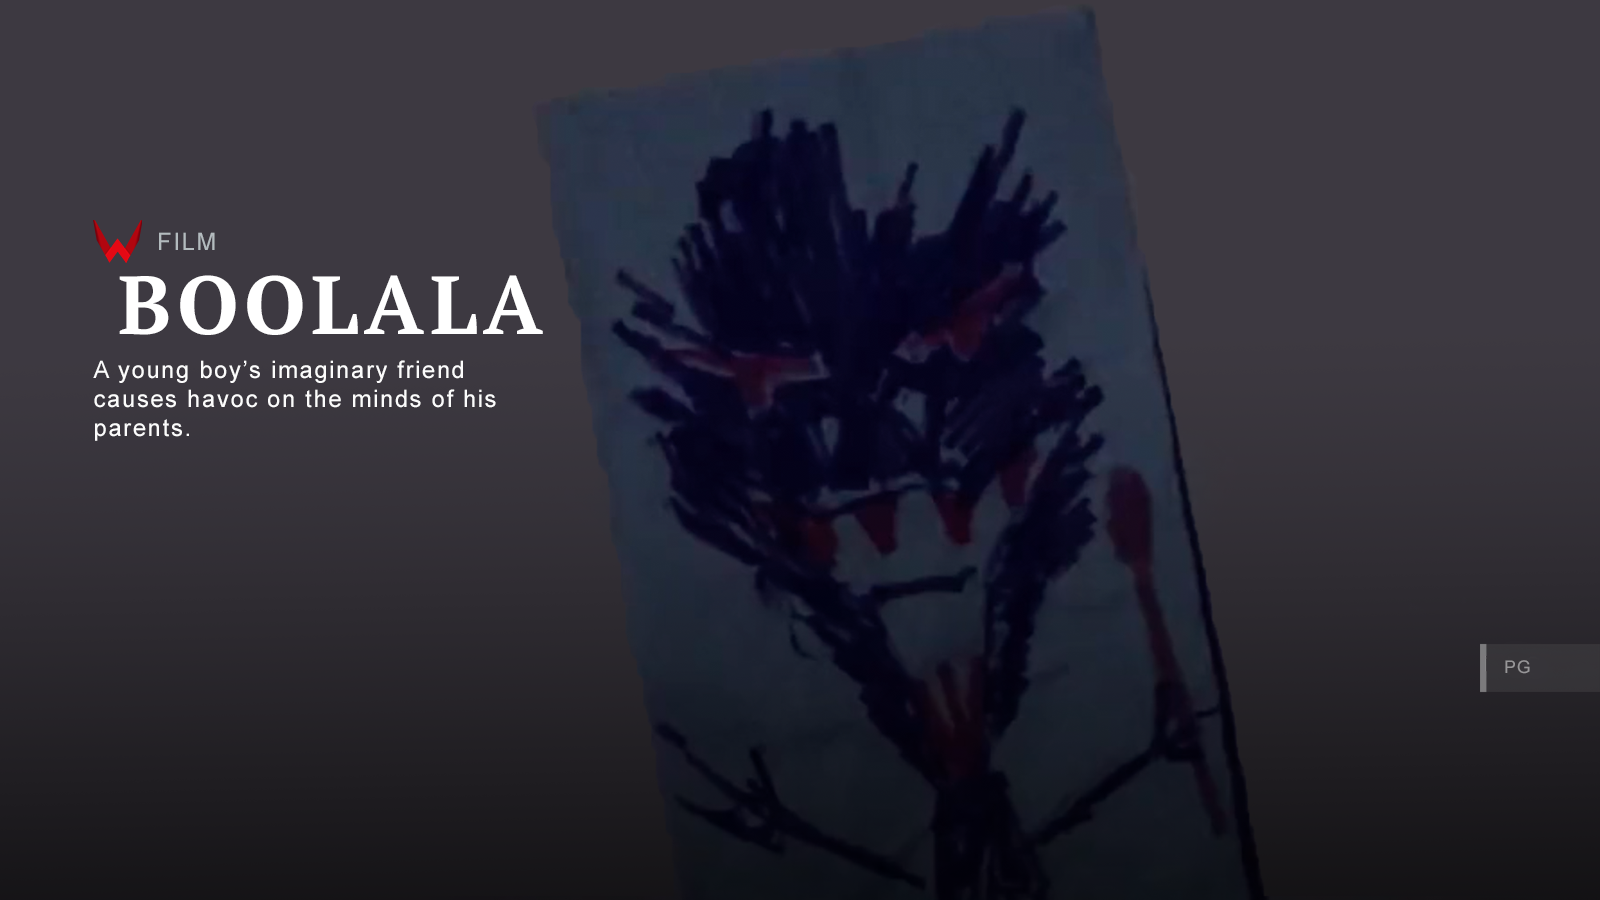 FILM
BOOLALA
A young boy’s imaginary friend
causes havoc on the minds of his
parents.
PG